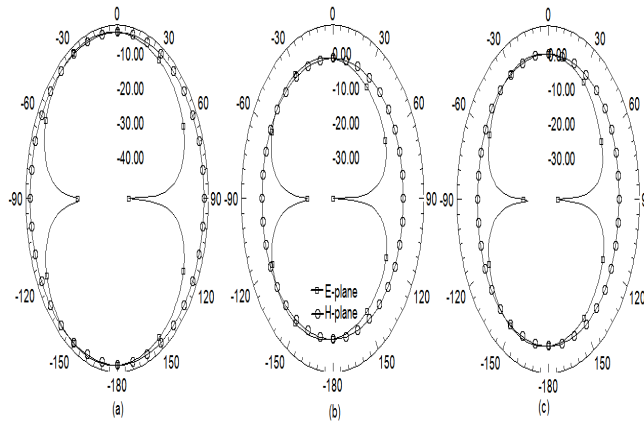 0 0 0
-30 30 -30 30 -30 30
-10.00 0.00 0.00
-20.00 -10.00 -10.00
-60 60 -60 60 -60 60
-30.00 -20.00 -20.00
-40.00 -30.00 -30.00
-90 90 -90 90 -90 90
E-plane
H-plane
-120 120 -120 120 -120 120
-150 150 -150 150 -150 150
-180 -180 -180
(a) (b) (c)